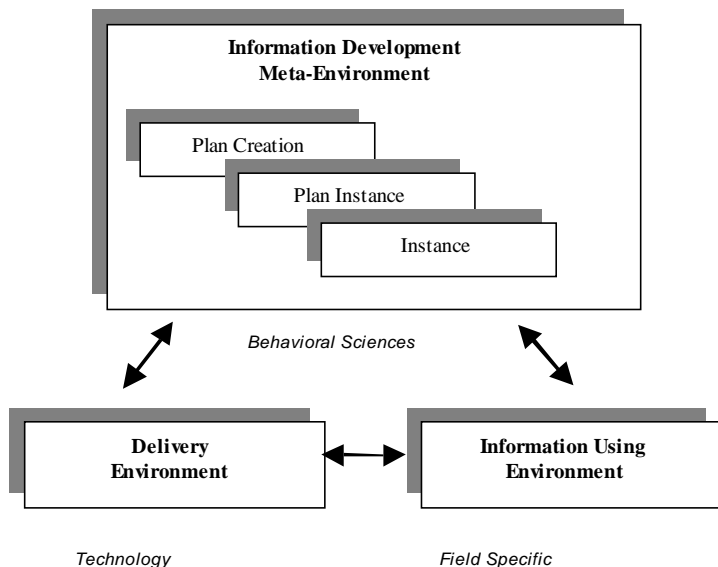 Information Development
Meta-Environment
Plan Creation
Plan Instance
Instance
Behavioral Sciences
Delivery
Environment
Information Using
Environment
Technology
Field Specific